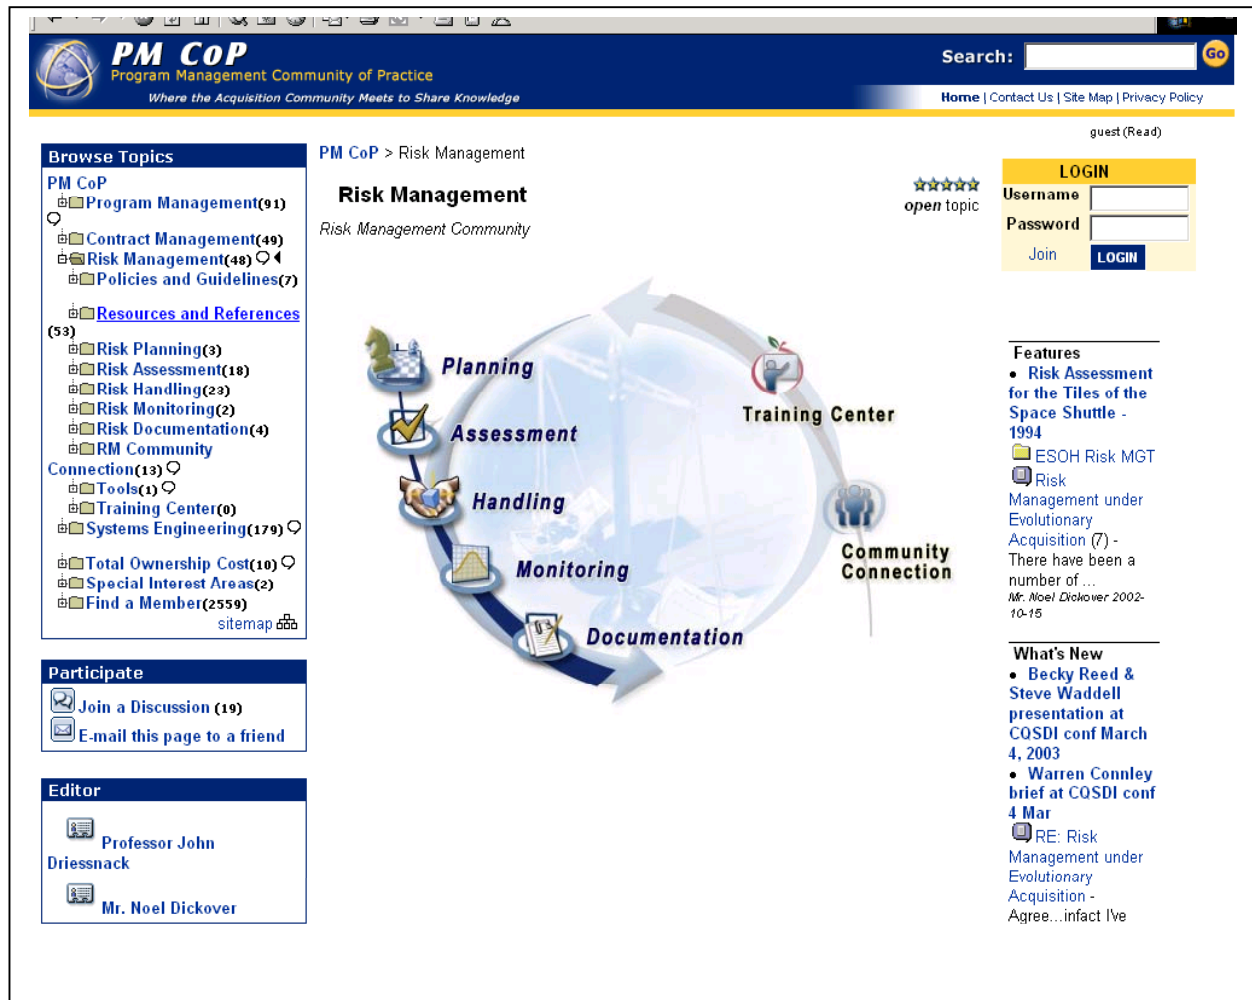 PM CoP
Program Management Community of Practice
Where the Acquisition Community Meets to Share Knowledge
Search:
Go
Home | Contact Us | Site Map | Privacy Policy
guest (Read)
Browse Topics
PM CoP
Program Management(91)
Contract Management(49)
Risk Management(48)
Policies and Guidelines(7)
Resources and References
(53)
Risk Planning(3)
Risk Assessment(18)
Risk Handling(23)
Risk Monitoring(2)
Risk Documentation(4)
RM Community
Connection(13)
Tools(1)
Training Center(0)
Systems Engineering(179)
Total Ownership Cost(10)
Special Interest Areas(2)
Find a Member(2559)
sitemap
Participate
Join a Discussion (19)
E-mail this page to a friend
Editor
Professor John
Driessnack
Mr. Noel Dickover
PM CoP > Risk Management
Risk Management
Risk Management Community
open topic
Planning
Assessment
Handling
Monitoring
Documentation
Training Center
Community
Connection
LOGIN
Username
Password
Join
LOGIN
Features
• Risk Assessment
for the Tiles of the
Space Shuttle -
1994
ESOH Risk MGT
Risk
Management under
Evolutionary
Acquisition (7) -
There have been a
number of ...
Mr. Noel Dickover 2002-
10-15
What's New
• Becky Reed &
Steve Waddell
presentation at
CQSDI conf March
4, 2003
• Warren Connley
brief at CQSDI conf
4 Mar
RE: Risk
Management under
Evolutionary
Acquisition -
Agree...infact I've